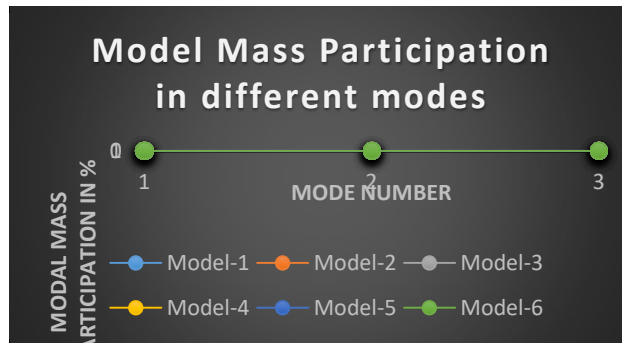 Model Mass Participation
in different modes
0
1 2 3
MODE NUMBER
MODAL MASS
PARTICIPATION IN %
Model-1 Model-2 Model-3
Model-4 Model-5 Model-6